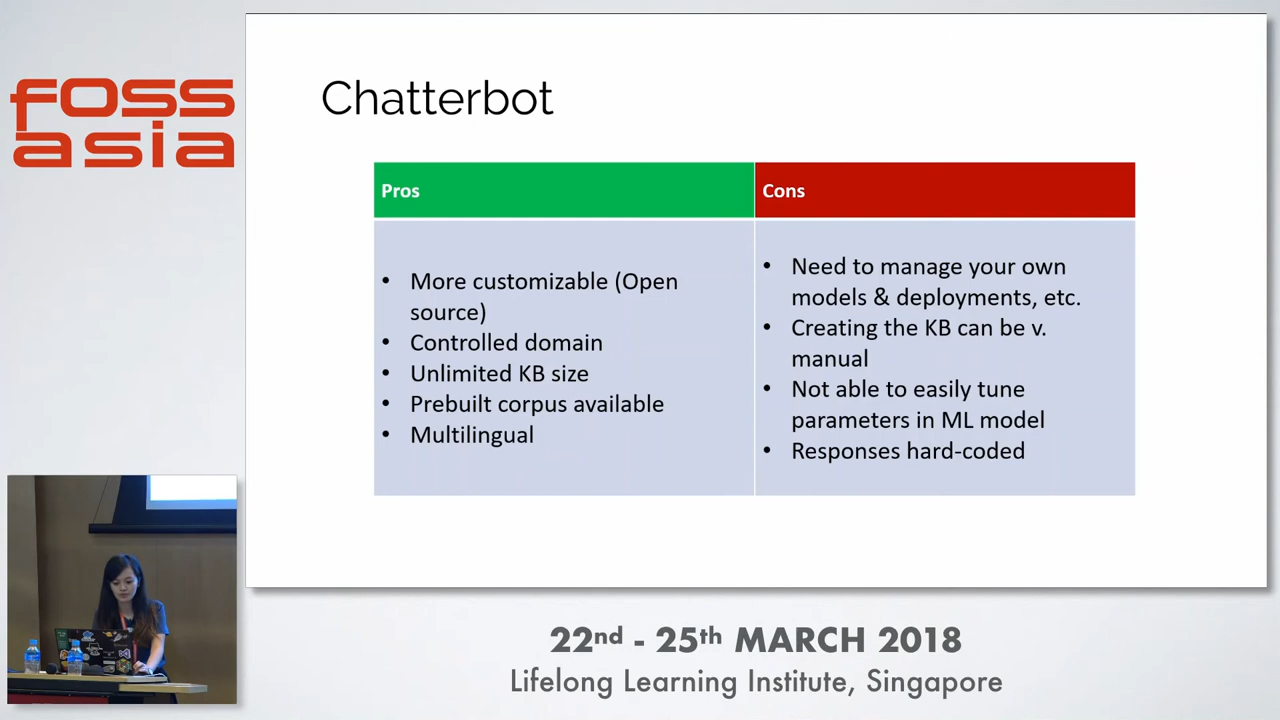 foss
asia
Chatterbot
Pros
Cons
• More customizable (Open
source)
• Controlled domain
• Unlimited KB size
• Prebuilt corpus available
• Multilingual
• Need to manage your own
models & deployments, etc.
• Creating the KB can be v.
manual
• Not able to easily tune
parameters in ML model
• Responses hard-coded
22nd - 25th MARCH 2018
Lifelong Learning Institute, Singapore